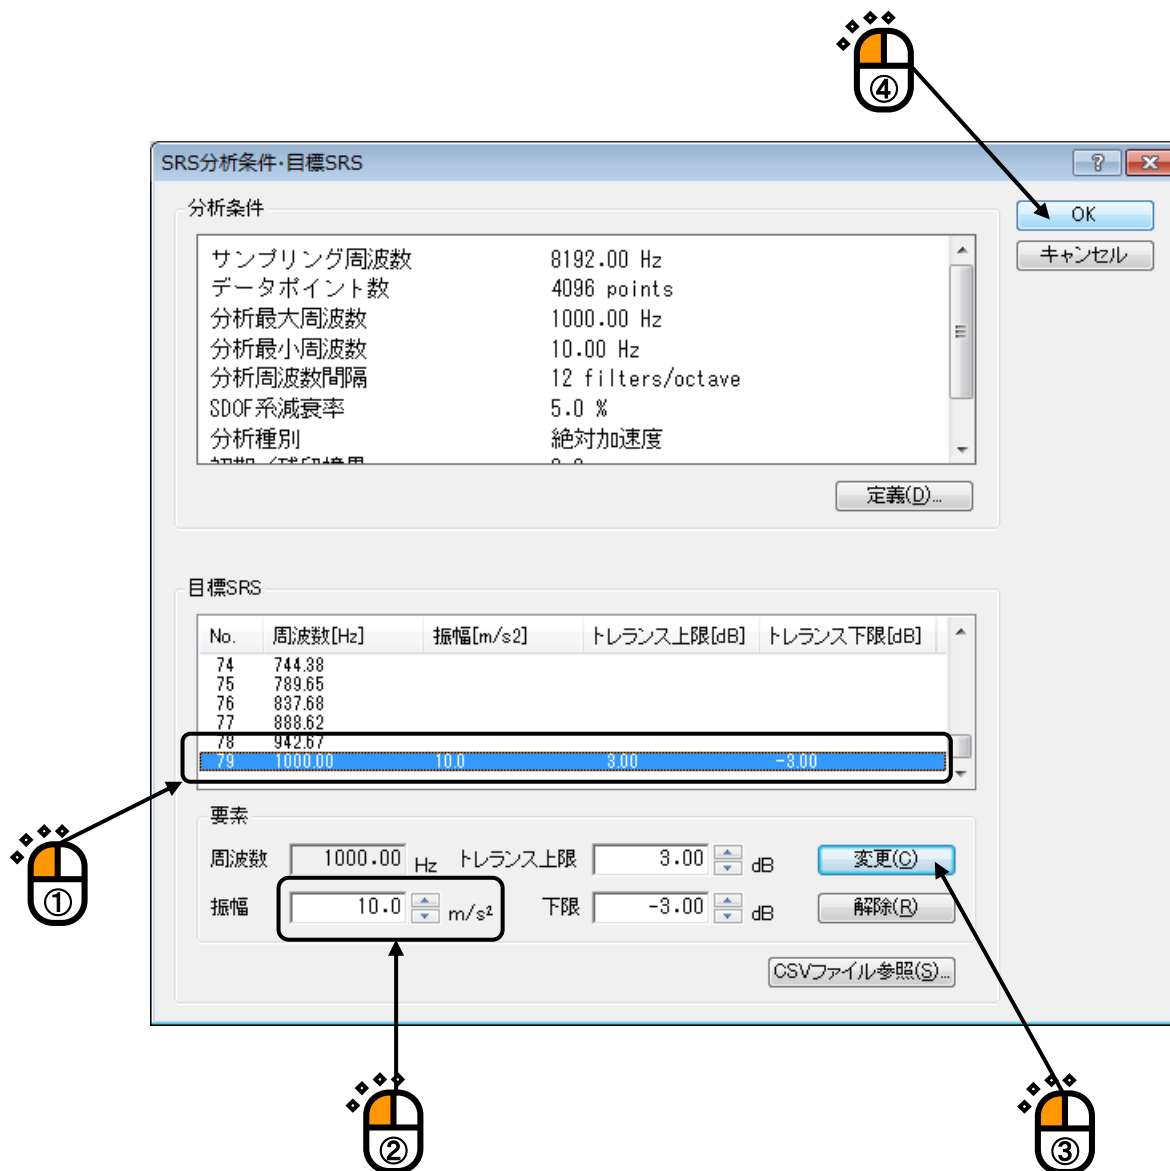 ④
SRS分析条件・目標SRS
分析条件
OK
キャンセル
サンプリング周波数 8192.00 Hz
データポイント数 4096 points
分析最大周波数 1000.00 Hz
分析最小周波数 10.00 Hz
分析周波数間隔 12 filters/octave
SDOF系減衰率 5.0 %
分析種別 絶対加速度
定義(D)...
目標SRS
No. 周波数[Hz] 振幅[m/s2] トレランス上限[dB] トレランス下限[dB]
74 744.38
75 789.65
76 837.68
77 888.62
78 942.67
79 1000.00 10.0 3.00 -3.00
要素
周波数 1000.00 Hz トレランス上限 3.00 dB 変更(C)
①
振幅 10.0 m/s² 下限 -3.00 dB 解除(R)
CSVファイル参照(S)...
② ③